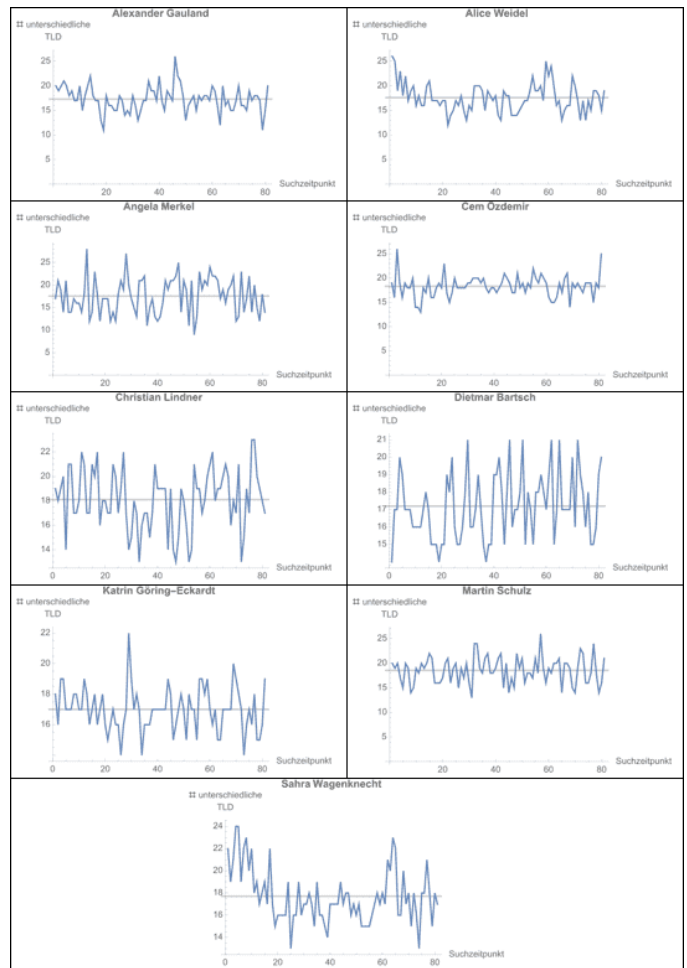 Alexander Gauland
# unterschiedliche
TLD
25
20
15
10
5
20
40
60
80
Suchzeitpunkt
Alice Weidel
# unterschiedliche
TLD
25
20
15
10
5
20
40
60
80
Suchzeitpunkt
Angela Merkel
# unterschiedliche
TLD
25
20
15
10
5
20
40
60
80
Suchzeitpunkt
Cem Özdemir
# unterschiedliche
TLD
25
20
15
10
5
20
40
60
80
Suchzeitpunkt
Christian Lindner
# unterschiedliche
TLD
22
20
18
16
14
0
20
40
60
80
Suchzeitpunkt
Dietmar Bartsch
# unterschiedliche
TLD
21
20
19
18
17
16
15
0
20
40
60
80
Suchzeitpunkt
Katrin Göring-Eckardt
# unterschiedliche
TLD
22
20
18
16
0
20
40
60
80
Suchzeitpunkt
Martin Schulz
# unterschiedliche
TLD
25
20
15
10
5
20
40
60
80
Suchzeitpunkt
Sahra Wagenknecht
# unterschiedliche
TLD
24
22
20
18
16
14
0
20
40
60
80
Suchzeitpunkt